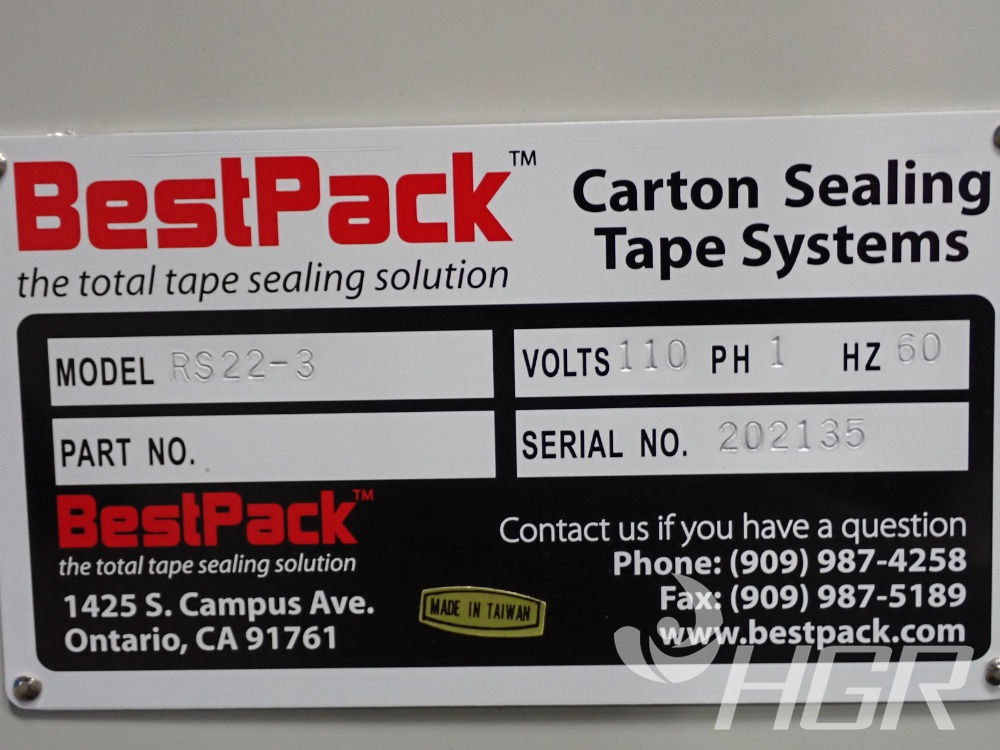 BestPack™
the total tape sealing solution
Carton Sealing
Tape Systems
MODEL RS22-3
VOLTS 110 PH 1 HZ 60
PART NO.
SERIAL NO. 202135
BestPack™
the total tape sealing solution
1425 S. Campus Ave.
Ontario, CA 91761
MADE IN TAIWAN
Contact us if you have a question
Phone: (909) 987-4258
Fax: (909) 987-5189
www.bestpack.com
HGR